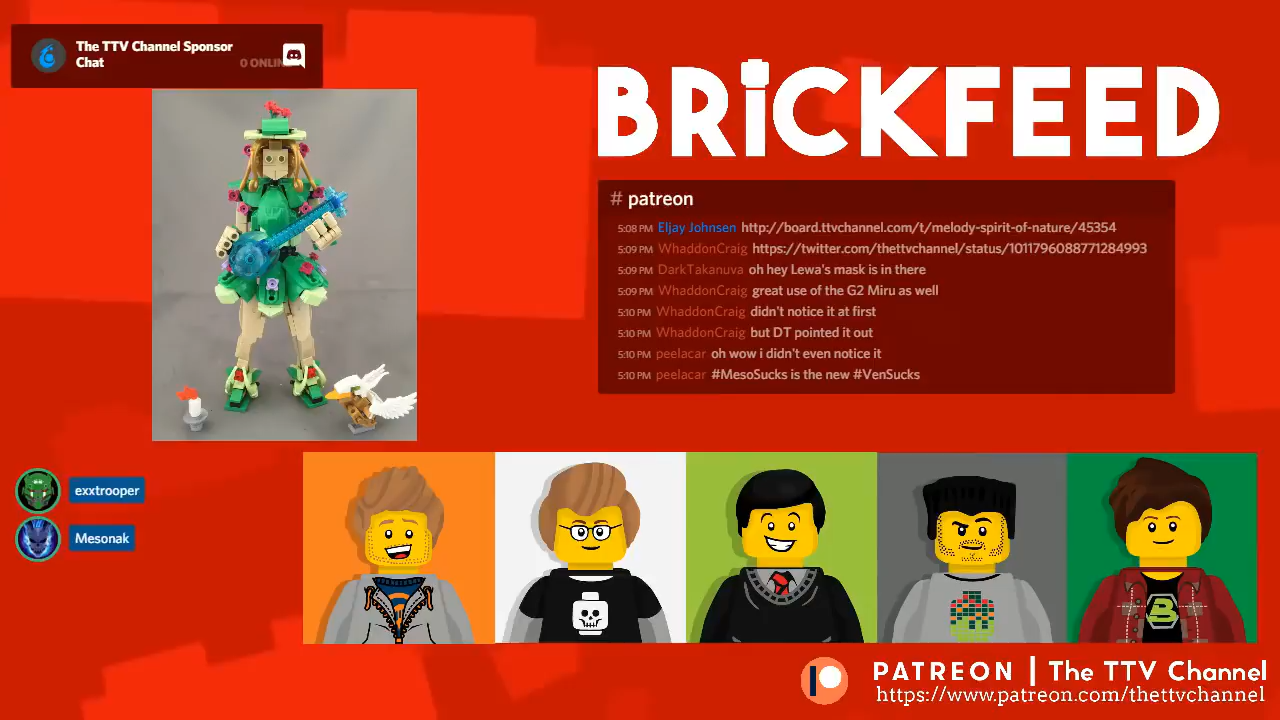 The TTV Channel Sponsor
Chat
0 ONLIN
BRICKFEED
# patreon
5:08 PM Eljay Johnsen http://board.ttvchannel.com/t/melody-spirit-of-nature/45354
5:09 PM WhaddonCraig https://twitter.com/thettvchannel/status/1011796088771284993
5:09 PM DarkTakanuva oh hey Lewa's mask is in there
5:09 PM WhaddonCraig great use of the G2 Miru as well
5:10 PM WhaddonCraig didn't notice it at first
5:10 PM WhaddonCraig but DT pointed it out
5:10 PM peelacar oh wow i didn't even notice it
5:10 PM peelacar #MesoSucks is the new #VenSucks
exxtrooper
Mesonak
B
PATREON | The TTV Channel
https://www.patreon.com/thettvchannel